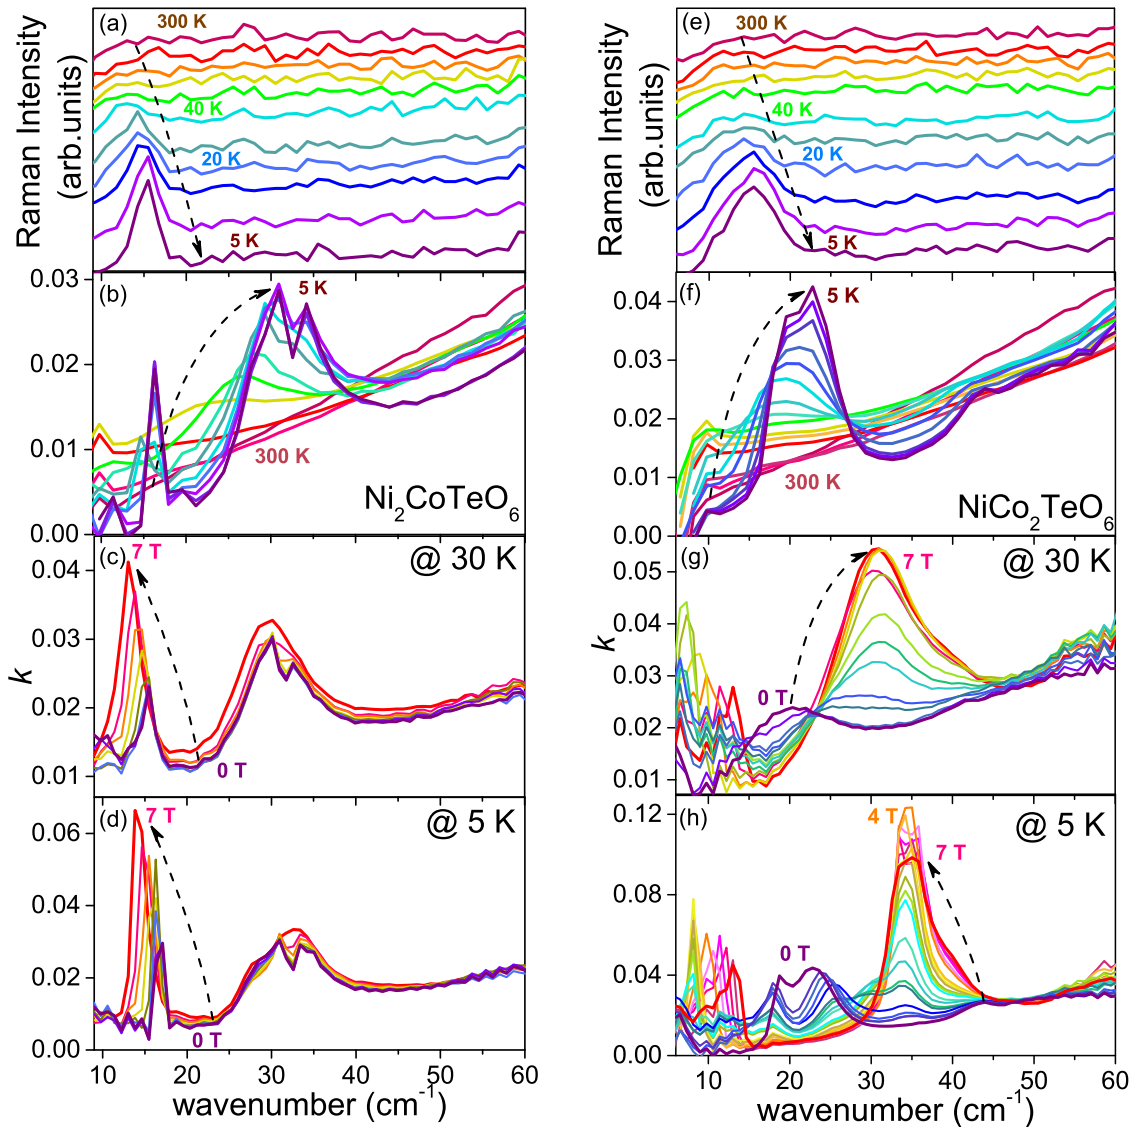 Raman Intensity
(arb.units)
(a)
300 K
40 K
20 K
5 K
0.03
0.02
0.01
0.00
(b)
5 K
300 K
Ni₂CoTeO₆
k
0.04
0.03
0.02
0.01
(c)
7 T
@ 30 K
0 T
0.06
0.04
0.02
0.00
(d)
7 T
@ 5 K
0 T
10 20 30 40 50 60
wavenumber (cm⁻¹)
Raman Intensity
(arb.units)
(e)
300 K
40 K
20 K
5 K
0.04
0.03
0.02
0.01
0.00
(f)
5 K
300 K
NiCo₂TeO₆
k
0.05
0.04
0.03
0.02
0.01
(g)
7 T
@ 30 K
0 T
0.12
0.08
0.04
0.00
(h)
4 T
@ 5 K
7 T
0 T
10 20 30 40 50 60
wavenumber (cm⁻¹)